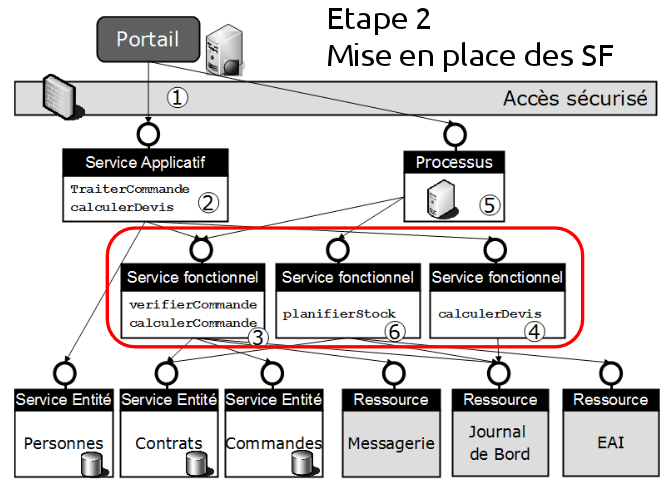 Etape 2
Mise en place des SF
Portail
①
Accès sécurisé
Service Applicatif
TraiterCommande
calculerDevis
②
Processus
⑤
Service fonctionnel
verifierCommande
calculerCommande
③
Service fonctionnel
planifierStock
⑥
Service fonctionnel
calculerDevis
④
Service Entité
Personnes
Service Entité
Contrats
Service Entité
Commandes
Ressource
Messagerie
Ressource
Journal
de Bord
Ressource
EAI